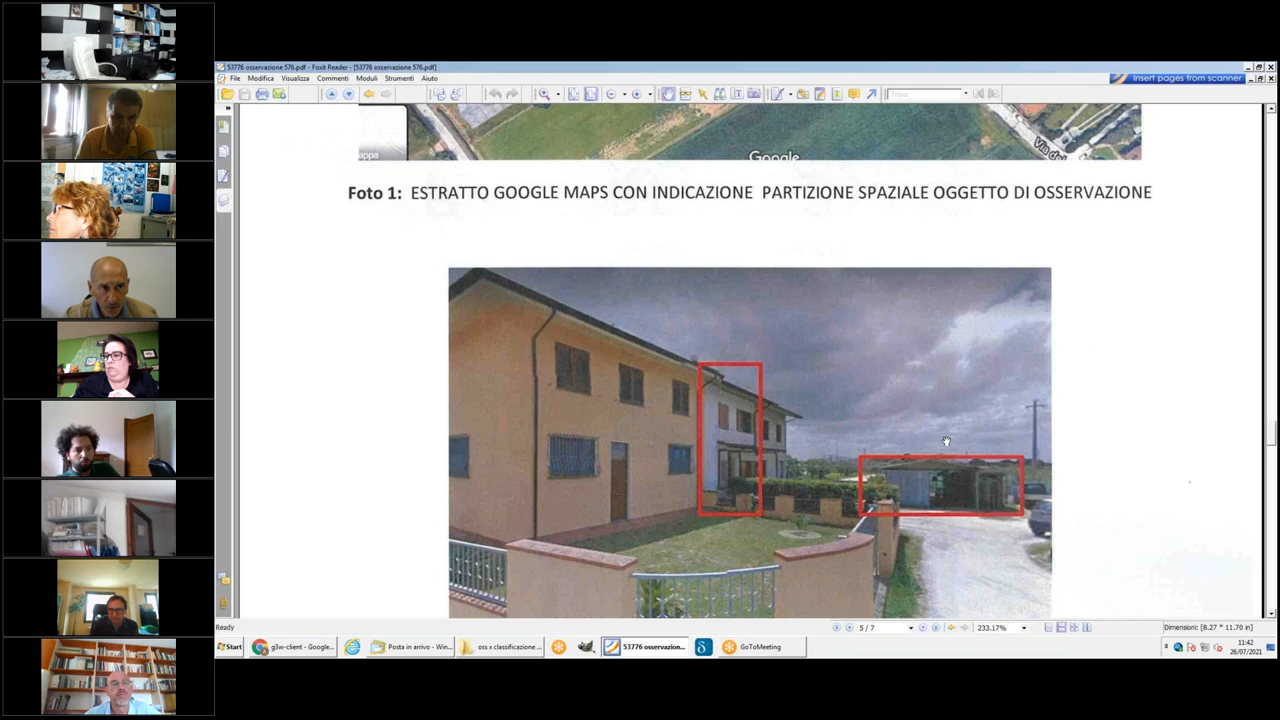 53776 osservazione 576.pdf - Foxit Reader - [53776 osservazione 576.pdf]
File Modifica Visualizza Commenti Moduli Strumenti Aiuto
Insert pages from scanner
appa
Google
Foto 1: ESTRATTO GOOGLE MAPS CON INDICAZIONE PARTIZIONE SPAZIALE OGGETTO DI OSSERVAZIONE
Ready
5 / 7
233.17%
Dimensioni: [8.27 * 11.70 in]
Start
g3w-client - Google...
Posta in arrivo - Win...
oss x classificazione ...
53776 osservazion...
GoToMeeting
11:42
26/07/2021